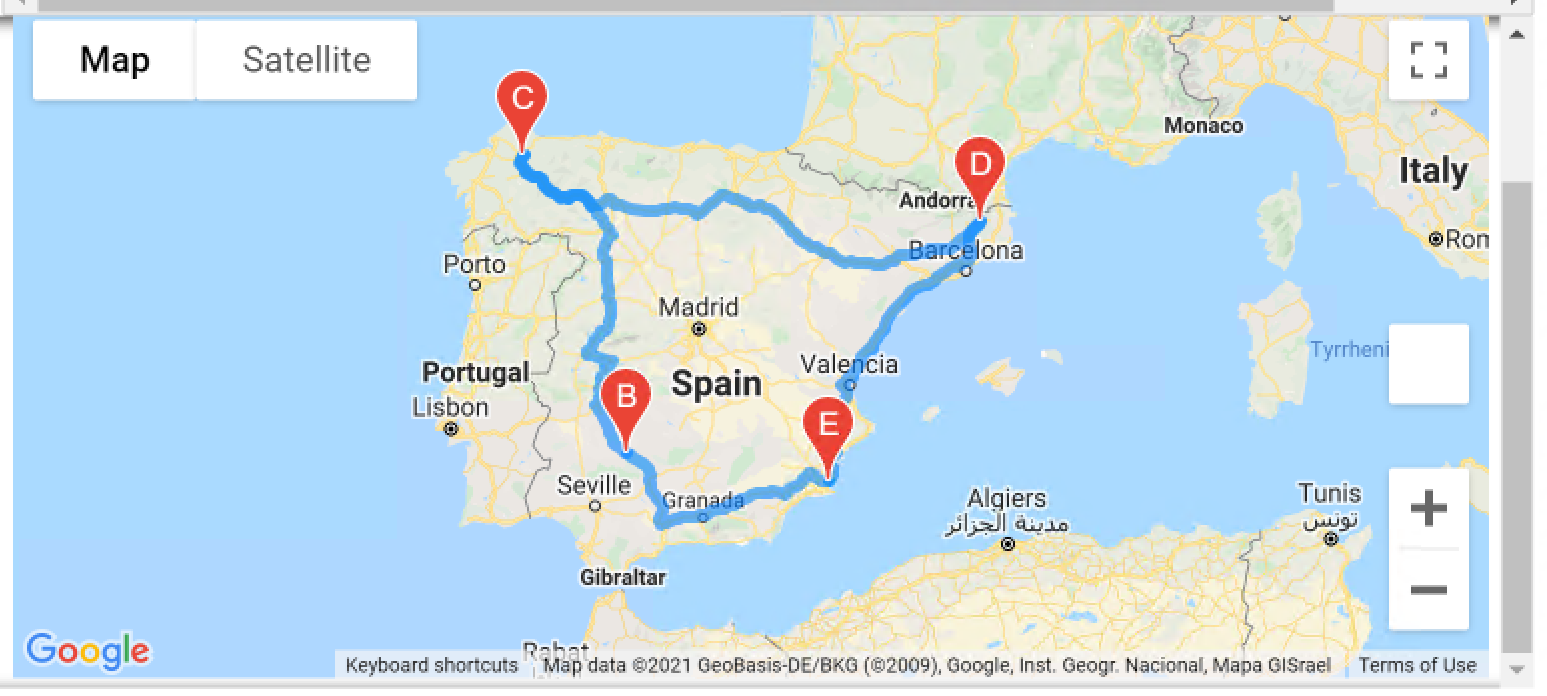 Map
Satellite
C
Monaco
D
Italy
Andorra
Barcelona
Rom
Porto
Madrid
Tyrrheni
Valencia
Portugal
Spain
B
Lisbon
E
Seville
Granada
Algiers
مدينة الجزائر
Tunis
تونس
+
Gibraltar
−
Google
Rabat
Keyboard shortcuts
Map data ©2021 GeoBasis-DE/BKG (©2009), Google, Inst. Geogr. Nacional, Mapa GISrael
Terms of Use